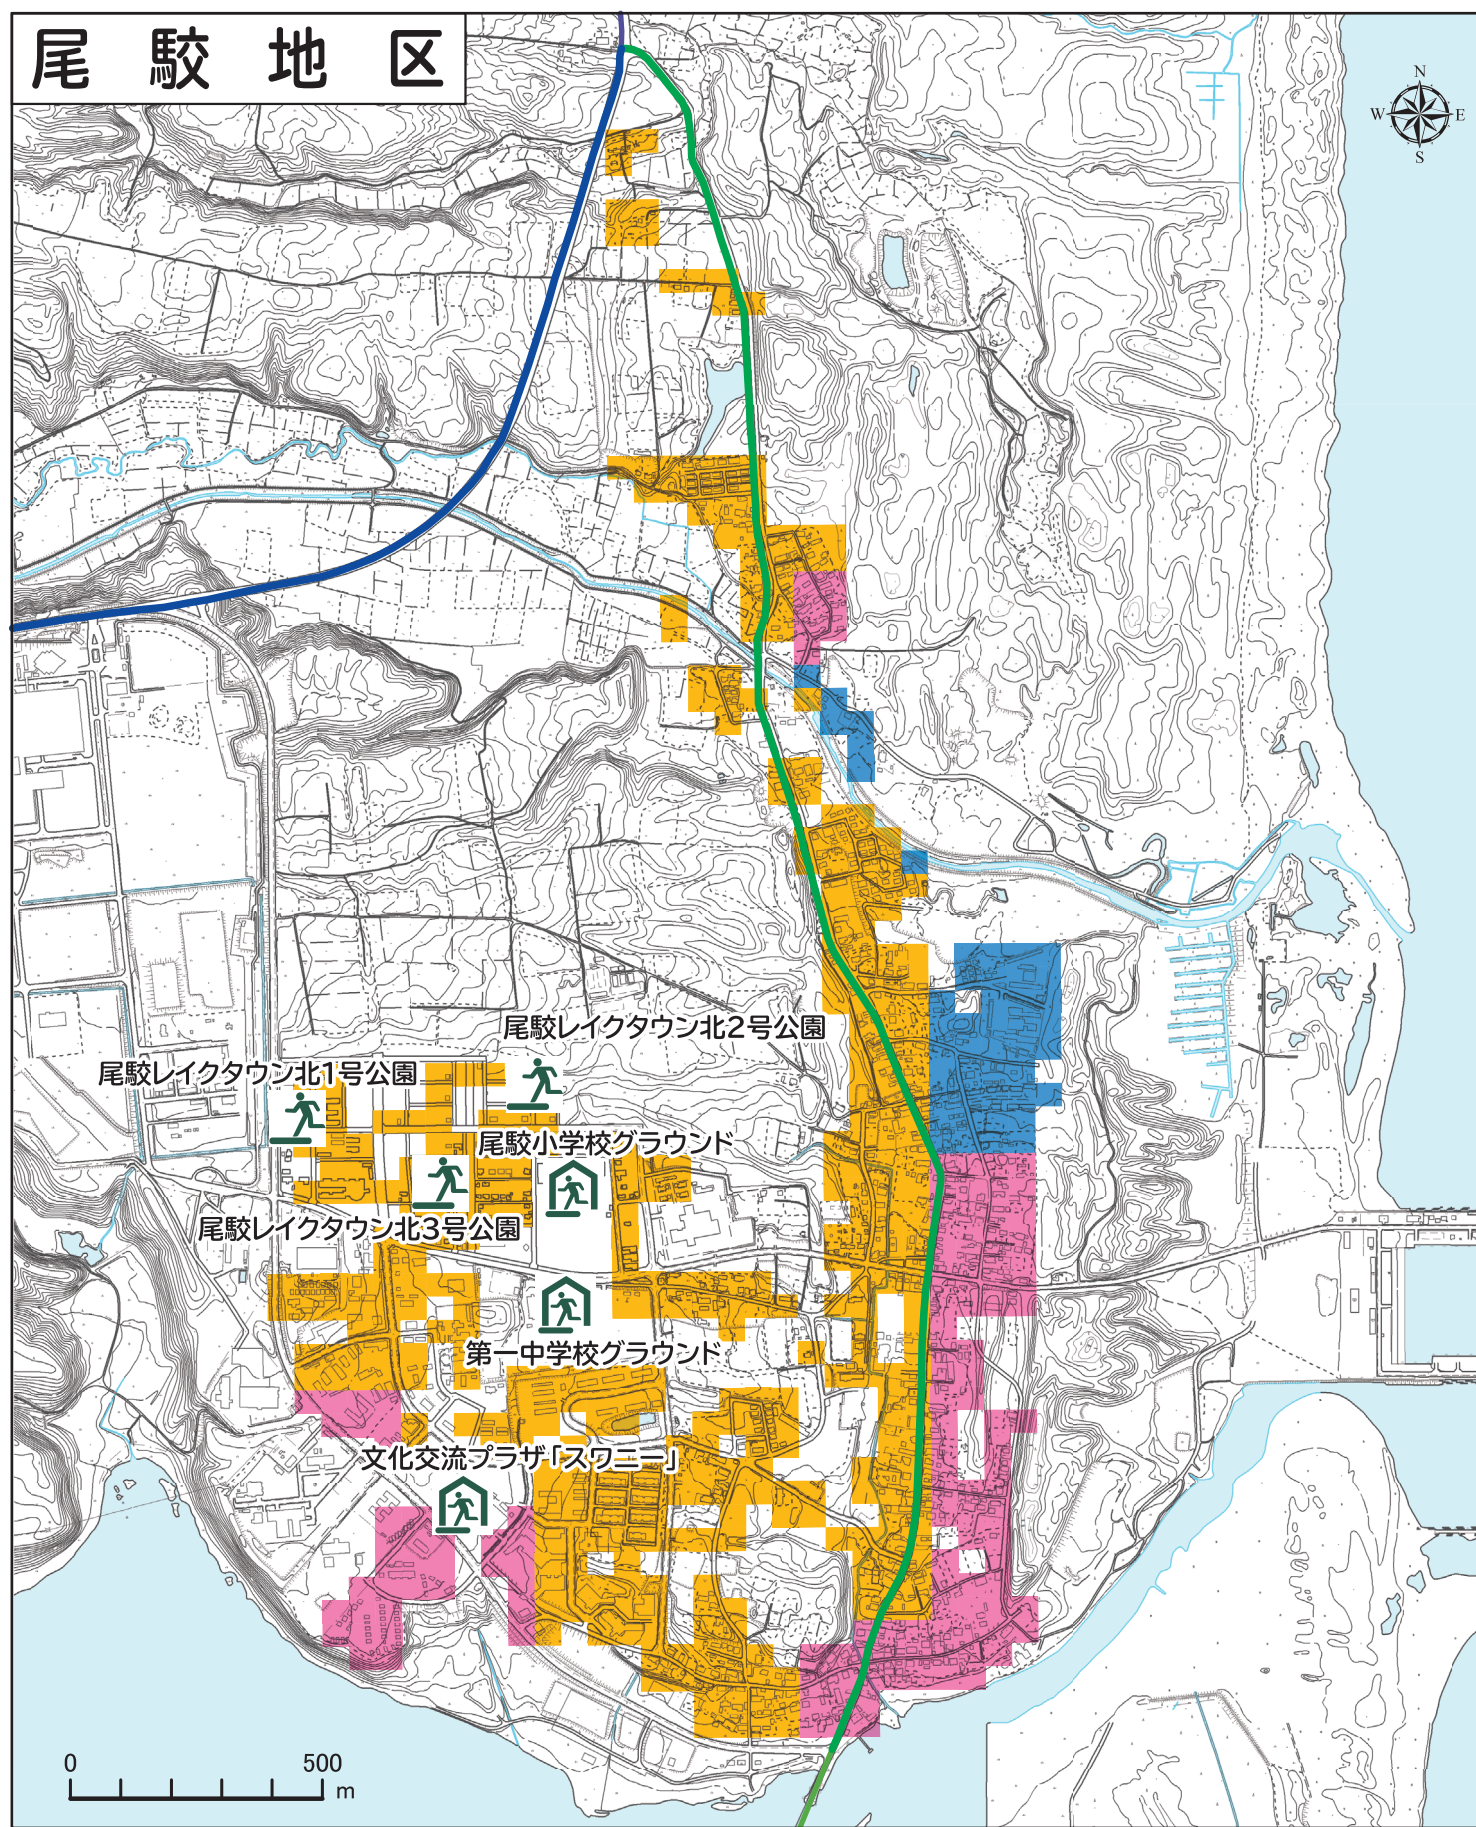 尾駮地区
N
W E
S
尾駮レイクタウン北2号公園
尾駮レイクタウン北1号公園
尾駮小学校グラウンド
尾駮レイクタウン北3号公園
第一中学校グラウンド
文化交流プラザ「スワニー」
0 500
m